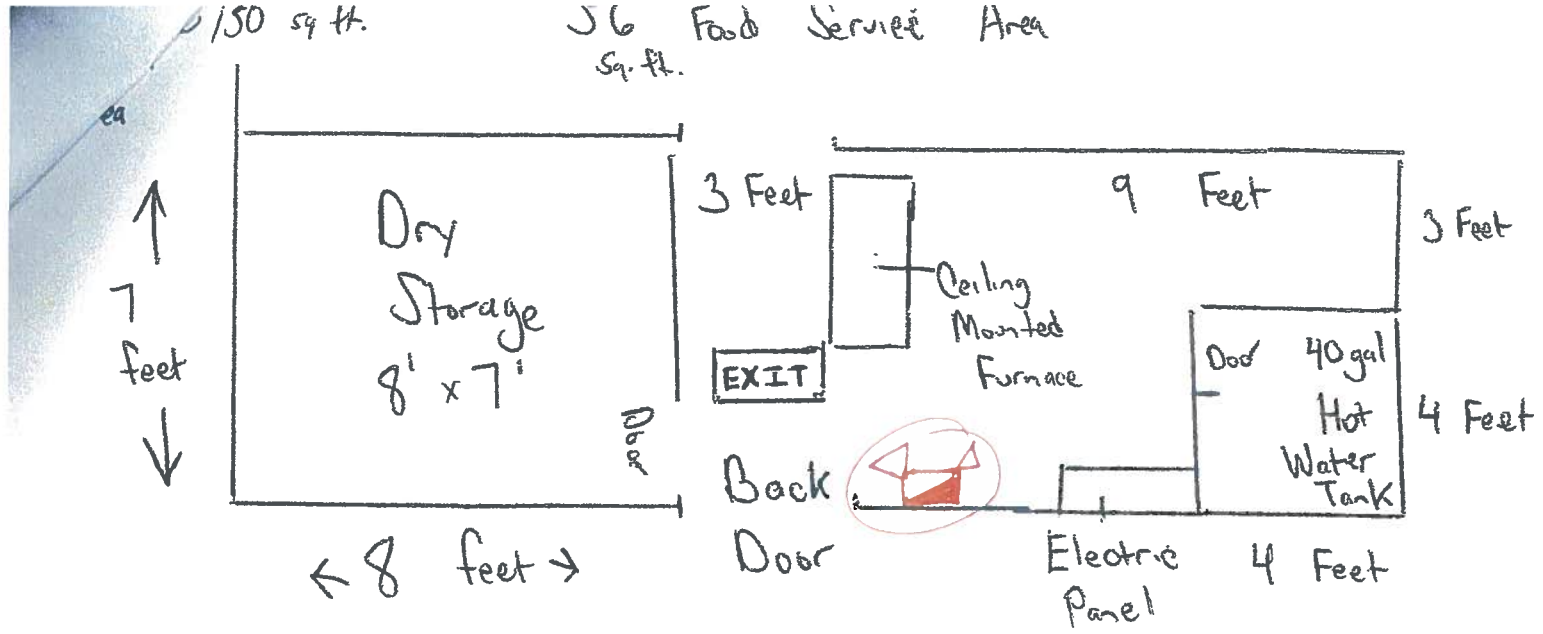 150 sq ft.
56 Food Service Area
sq. ft.
ea
3 Feet
9 Feet
3 Feet
Dry
Storage
8' x 7'
7
feet
Ceiling
Mounted
Furnace
EXIT
Door
Door
40 gal
Hot
Water
Tank
4 Feet
Back
Door
Electric
Panel
4 Feet
← 8 feet →